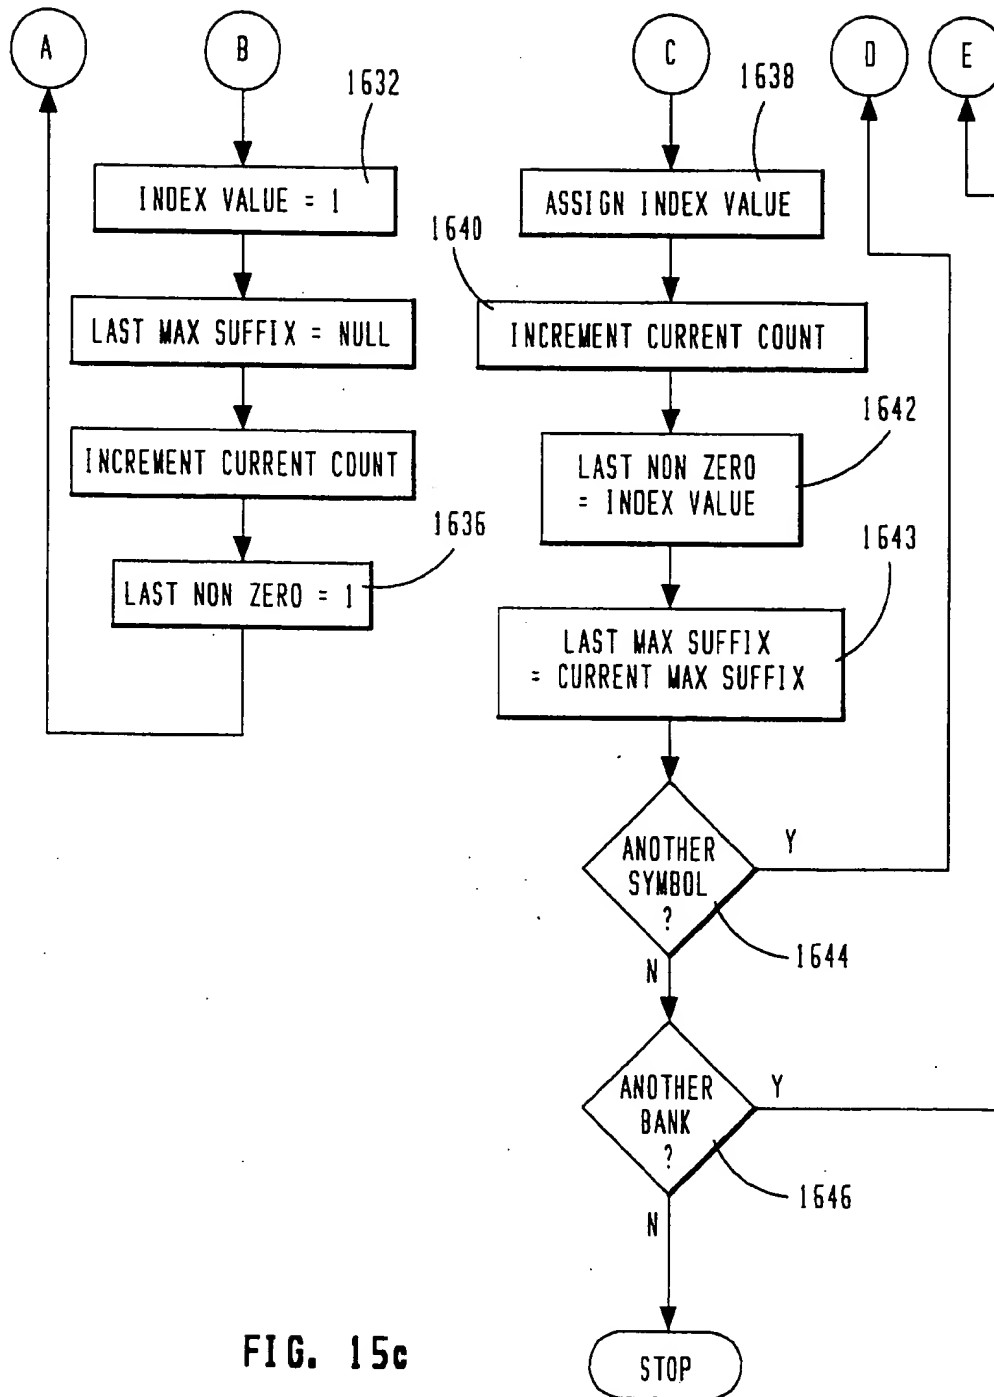 A
B
C
D
E
1632
INDEX VALUE = 1
LAST MAX SUFFIX = NULL
INCREMENT CURRENT COUNT
1636
LAST NON ZERO = 1
1638
ASSIGN INDEX VALUE
1640
INCREMENT CURRENT COUNT
1642
LAST NON ZERO
= INDEX VALUE
1643
LAST MAX SUFFIX
= CURRENT MAX SUFFIX
ANOTHER
SYMBOL
?
Y
1644
N
ANOTHER
BANK
?
Y
1646
N
STOP
FIG. 15c